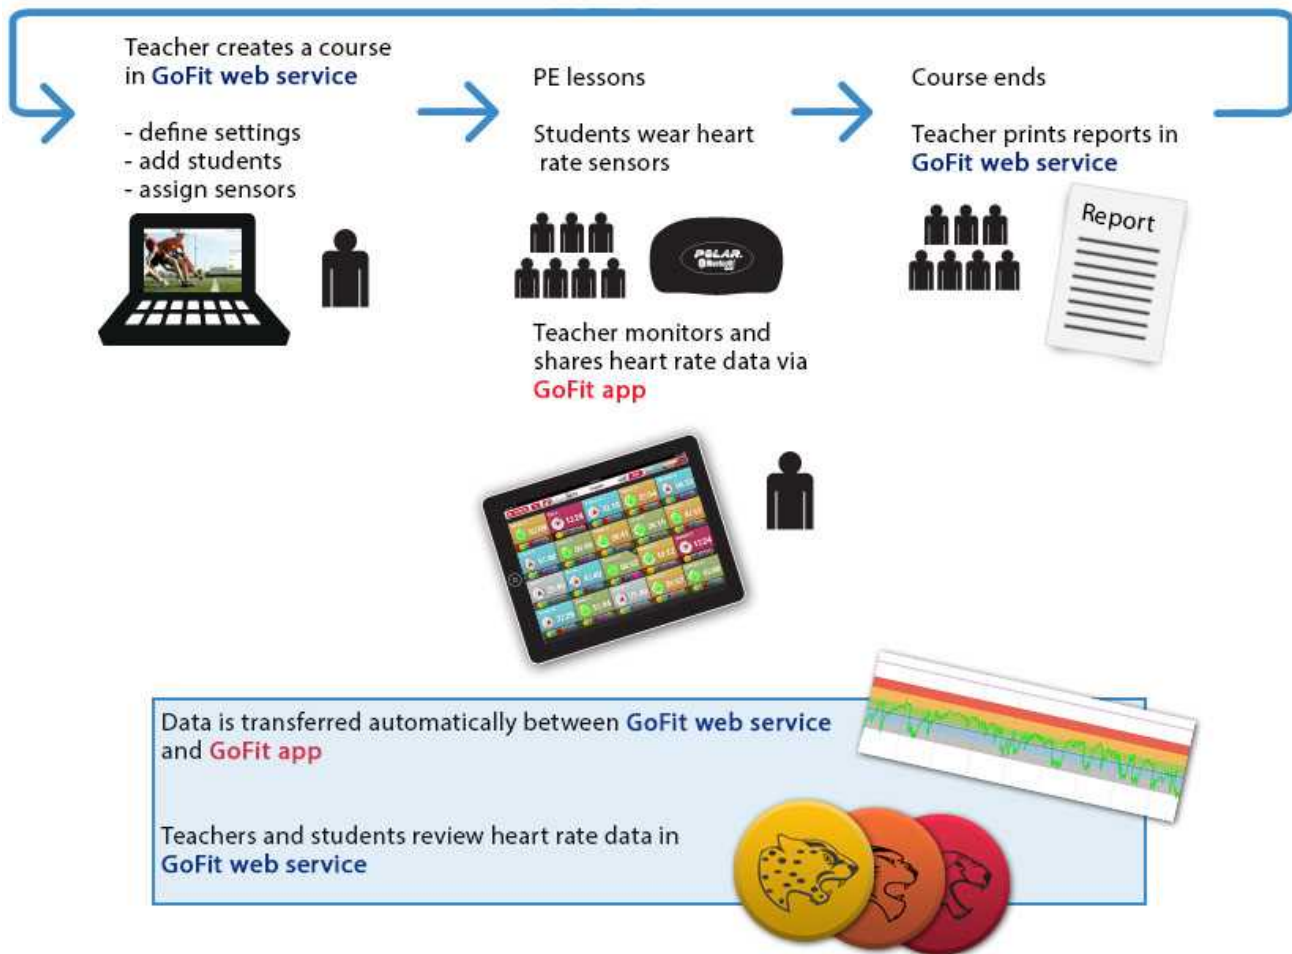 Teacher creates a course
in GoFit web service
- define settings
- add students
- assign sensors
PE lessons
Students wear heart
rate sensors
POLAR.
Teacher monitors and
shares heart rate data via
GoFit app
Course ends
Teacher prints reports in
GoFit web service
Report
Data is transferred automatically between GoFit web service
and GoFit app
Teachers and students review heart rate data in
GoFit web service